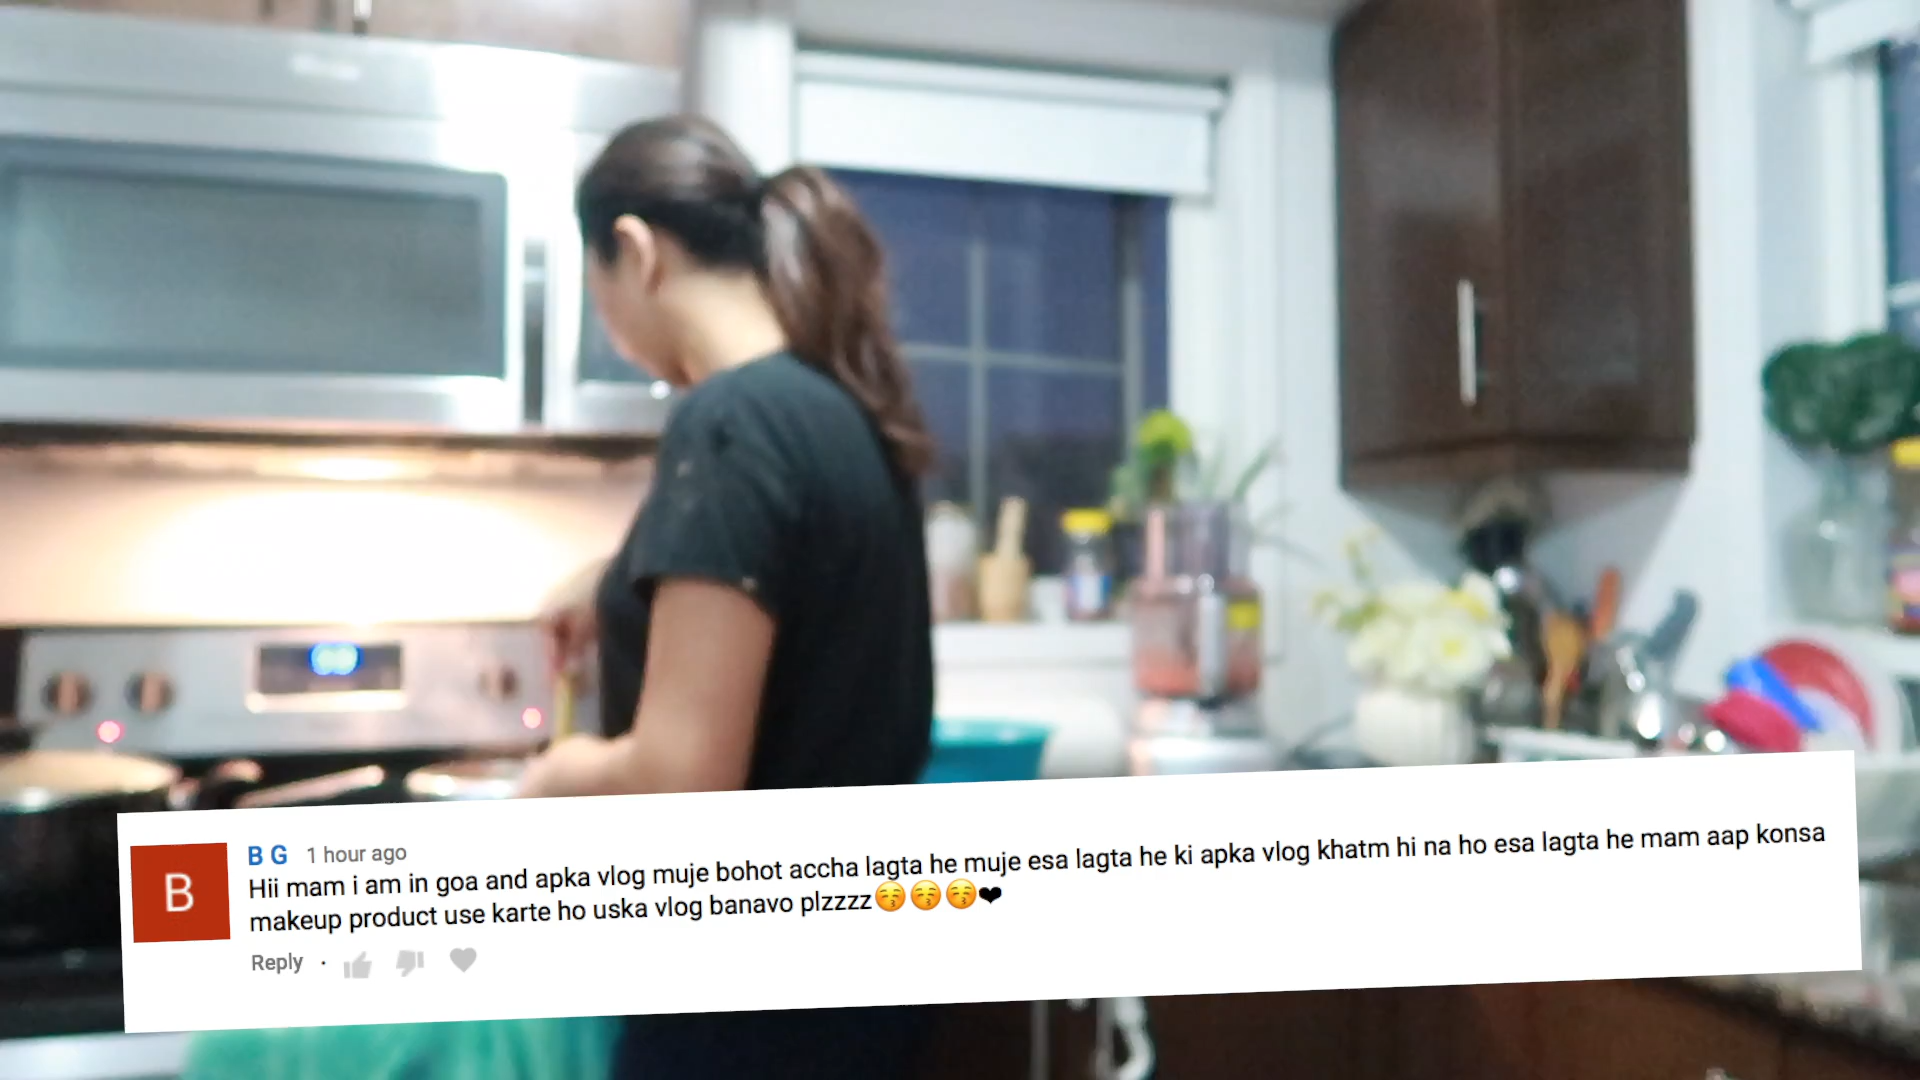 B
B G 1 hour ago
Hii mam i am in goa and apka vlog muje bohot accha lagta he muje esa lagta he ki apka vlog khatm hi na ho esa lagta he mam aap konsa
makeup product use karte ho uska vlog banavo plzzzz😚😚😚❤
Reply ·